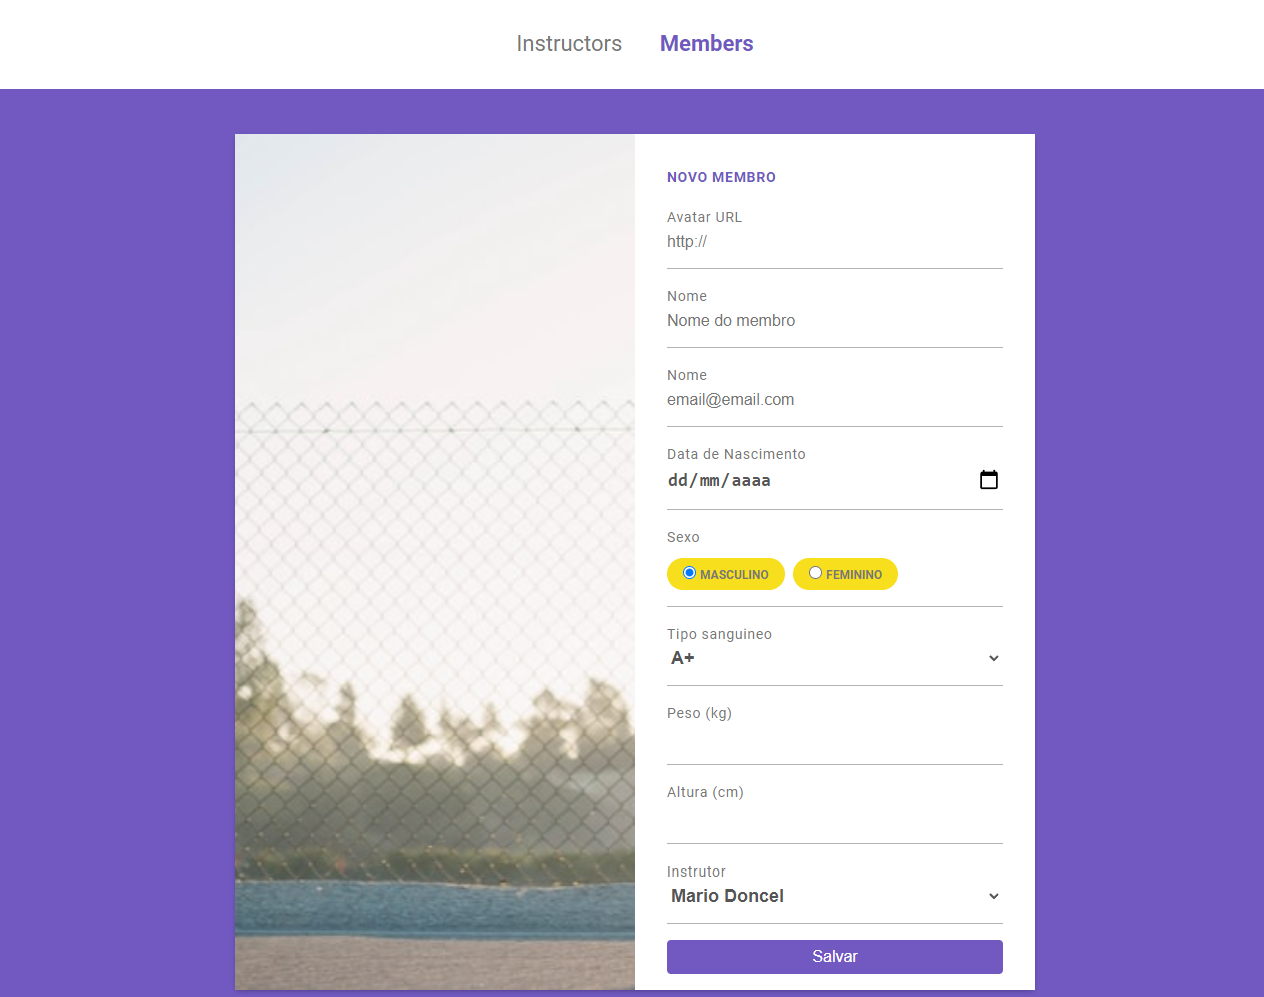 Instructors Members
NOVO MEMBRO
Avatar URL
http://
Nome
Nome do membro
Nome
email@email.com
Data de Nascimento
dd/mm/aaaa
Sexo
MASCULINO FEMININO
Tipo sanguineo
A+
Peso (kg)
Altura (cm)
Instrutor
Mario Doncel
Salvar